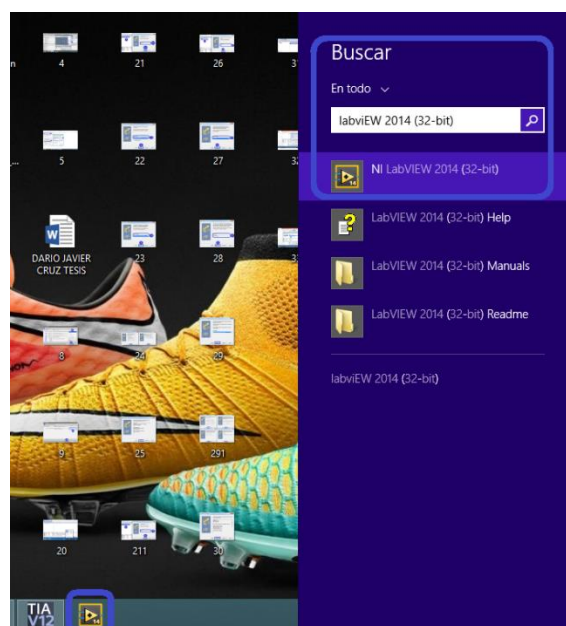 4
21
26
5
22
27
DARIO JAVIER
CRUZ TESIS
23
28
8
24
29
9
25
291
20
211
30
TIA
V12
14
Buscar
En todo
labviEW 2014 (32-bit)
NI LabVIEW 2014 (32-bit)
LabVIEW 2014 (32-bit) Help
LabVIEW 2014 (32-bit) Manuals
LabVIEW 2014 (32-bit) Readme
labviEW 2014 (32-bit)